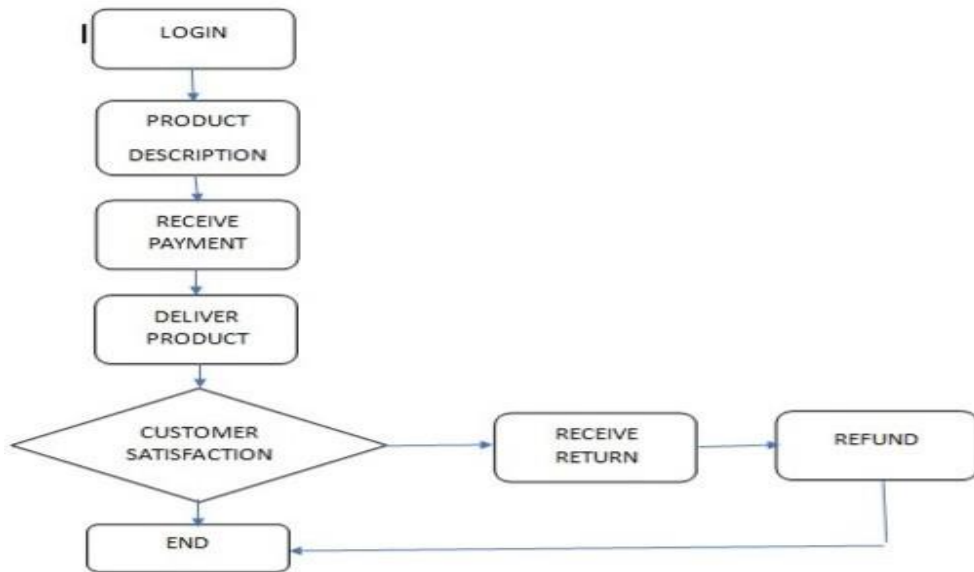 LOGIN
PRODUCT
DESCRIPTION
RECEIVE
PAYMENT
DELIVER
PRODUCT
CUSTOMER
SATISFACTION
RECEIVE
RETURN
REFUND
END